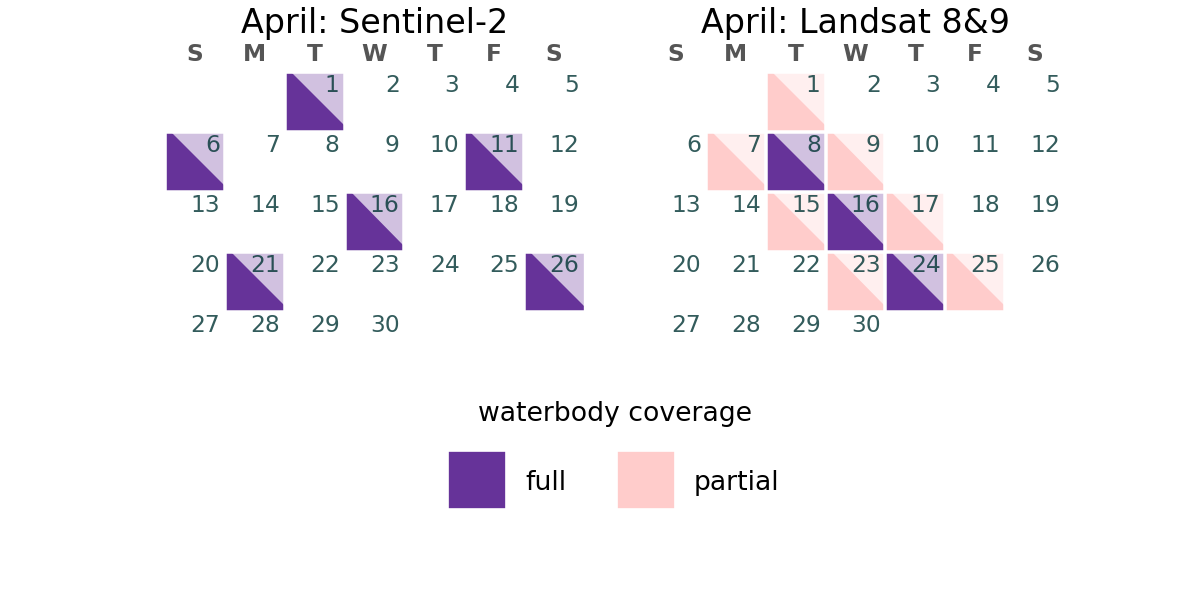 April: Sentinel-2
S M T W T F S
1 2 3 4 5
6 7 8 9 10 11 12
13 14 15 16 17 18 19
20 21 22 23 24 25 26
27 28 29 30
April: Landsat 8&9
S M T W T F S
1 2 3 4 5
6 7 8 9 10 11 12
13 14 15 16 17 18 19
20 21 22 23 24 25 26
27 28 29 30
waterbody coverage
full
partial